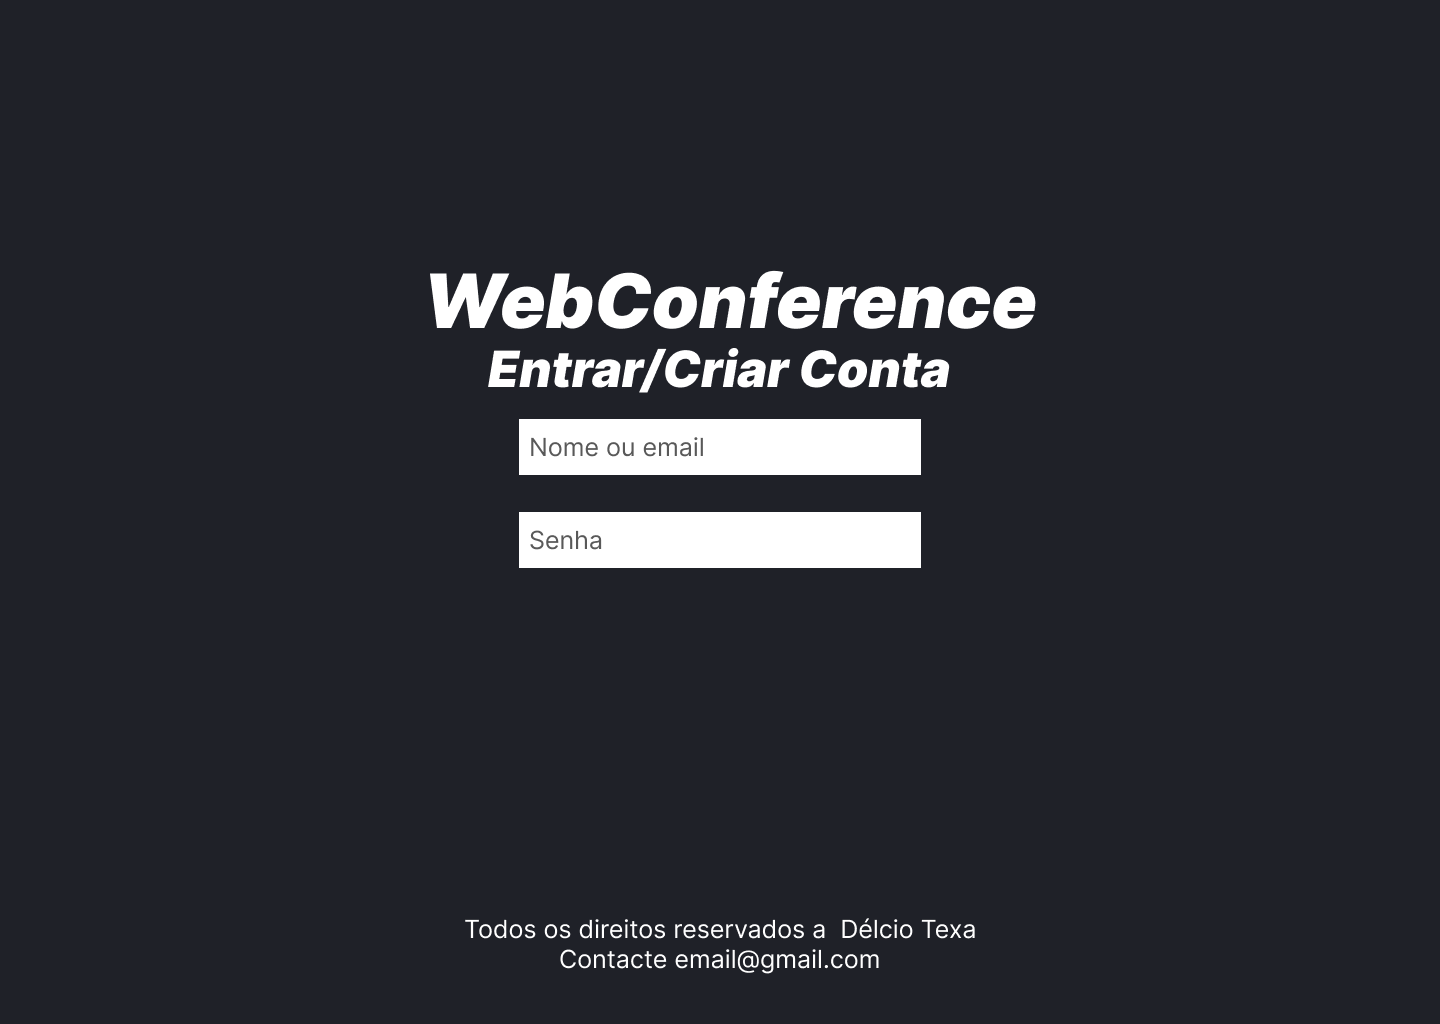 WebConference
Entrar/Criar Conta
Nome ou email
Senha
Todos os direitos reservados a  Délcio Texa
Contacte email@gmail.com